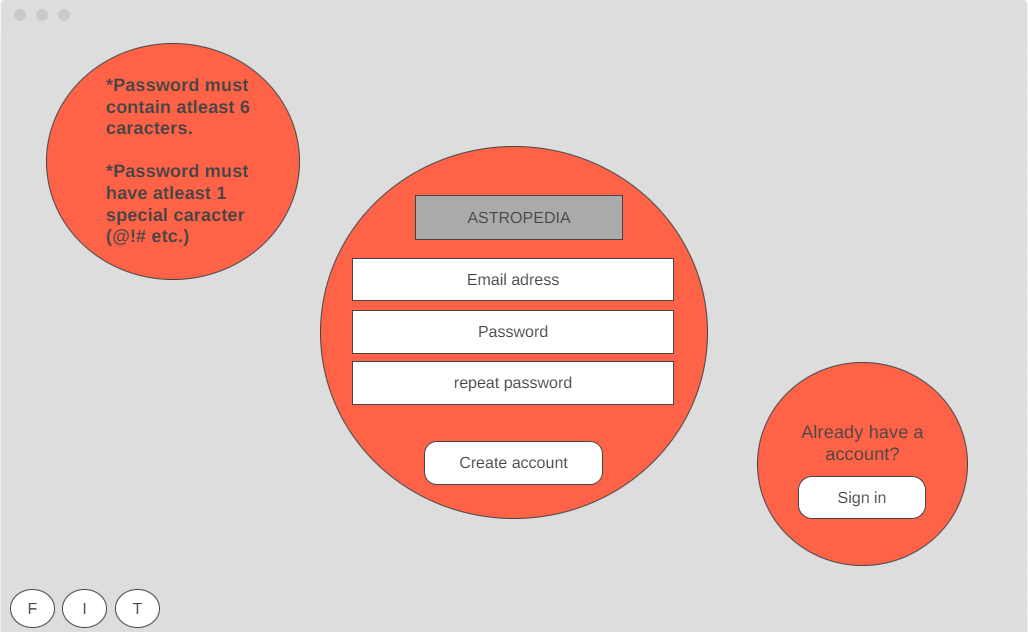 *Password must
contain atleast 6
caracters.
*Password must
have atleast 1
special caracter
(@!# etc.)
ASTROPEDIA
Email adress
Password
repeat password
Create account
Already have a
account?
Sign in
F I T